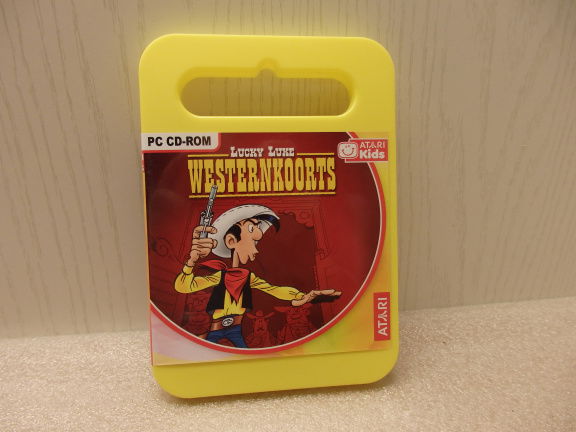 PC CD-ROM
LUCKY LUKE
WESTERNKOORTS
ATARI
Kids
ATARI